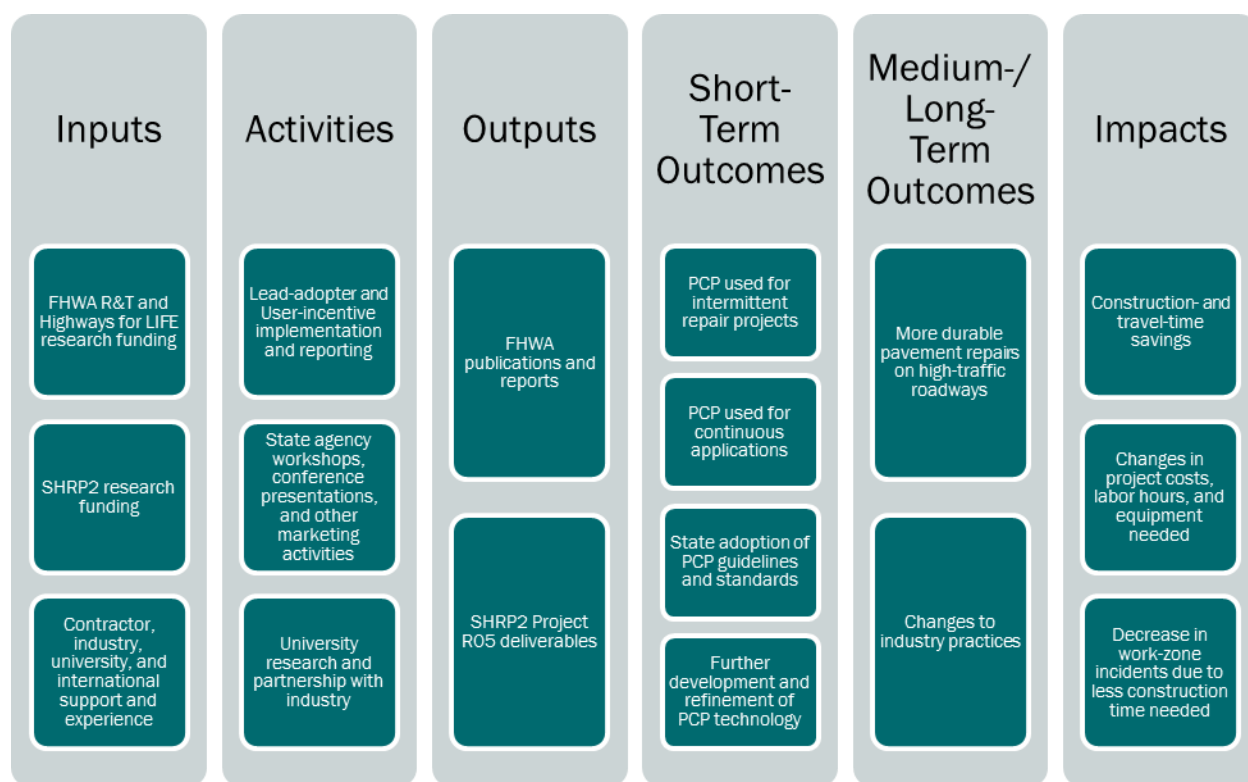 Inputs
FHWA R&T and
Highways for LIFE
research funding
SHRP2 research
funding
Contractor,
industry,
university, and
international
support and
experience
Activities
Lead-adopter and
User-incentive
implementation
and reporting
State agency
workshops,
conference
presentations,
and other
marketing
activities
University
research and
partnership with
industry
Outputs
FHWA
publications and
reports
SHRP2 Project
R05 deliverables
Short-
Term
Outcomes
PCP used for
intermittent
repair projects
PCP used for
continuous
applications
State adoption of
PCP guidelines
and standards
Further
development and
refinement of
PCP technology
Medium-/
Long-
Term
Outcomes
More durable
pavement repairs
on high-traffic
roadways
Changes to
industry practices
Impacts
Construction- and
travel-time
savings
Changes in
project costs,
labor hours, and
equipment
needed
Decrease in
work-zone
incidents due to
less construction
time needed